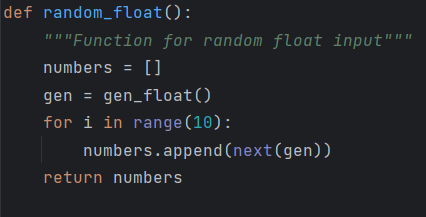 def random_float():
    """Function for random float input"""
    numbers = []
    gen = gen_float()
    for i in range(10):
        numbers.append(next(gen))
    return numbers